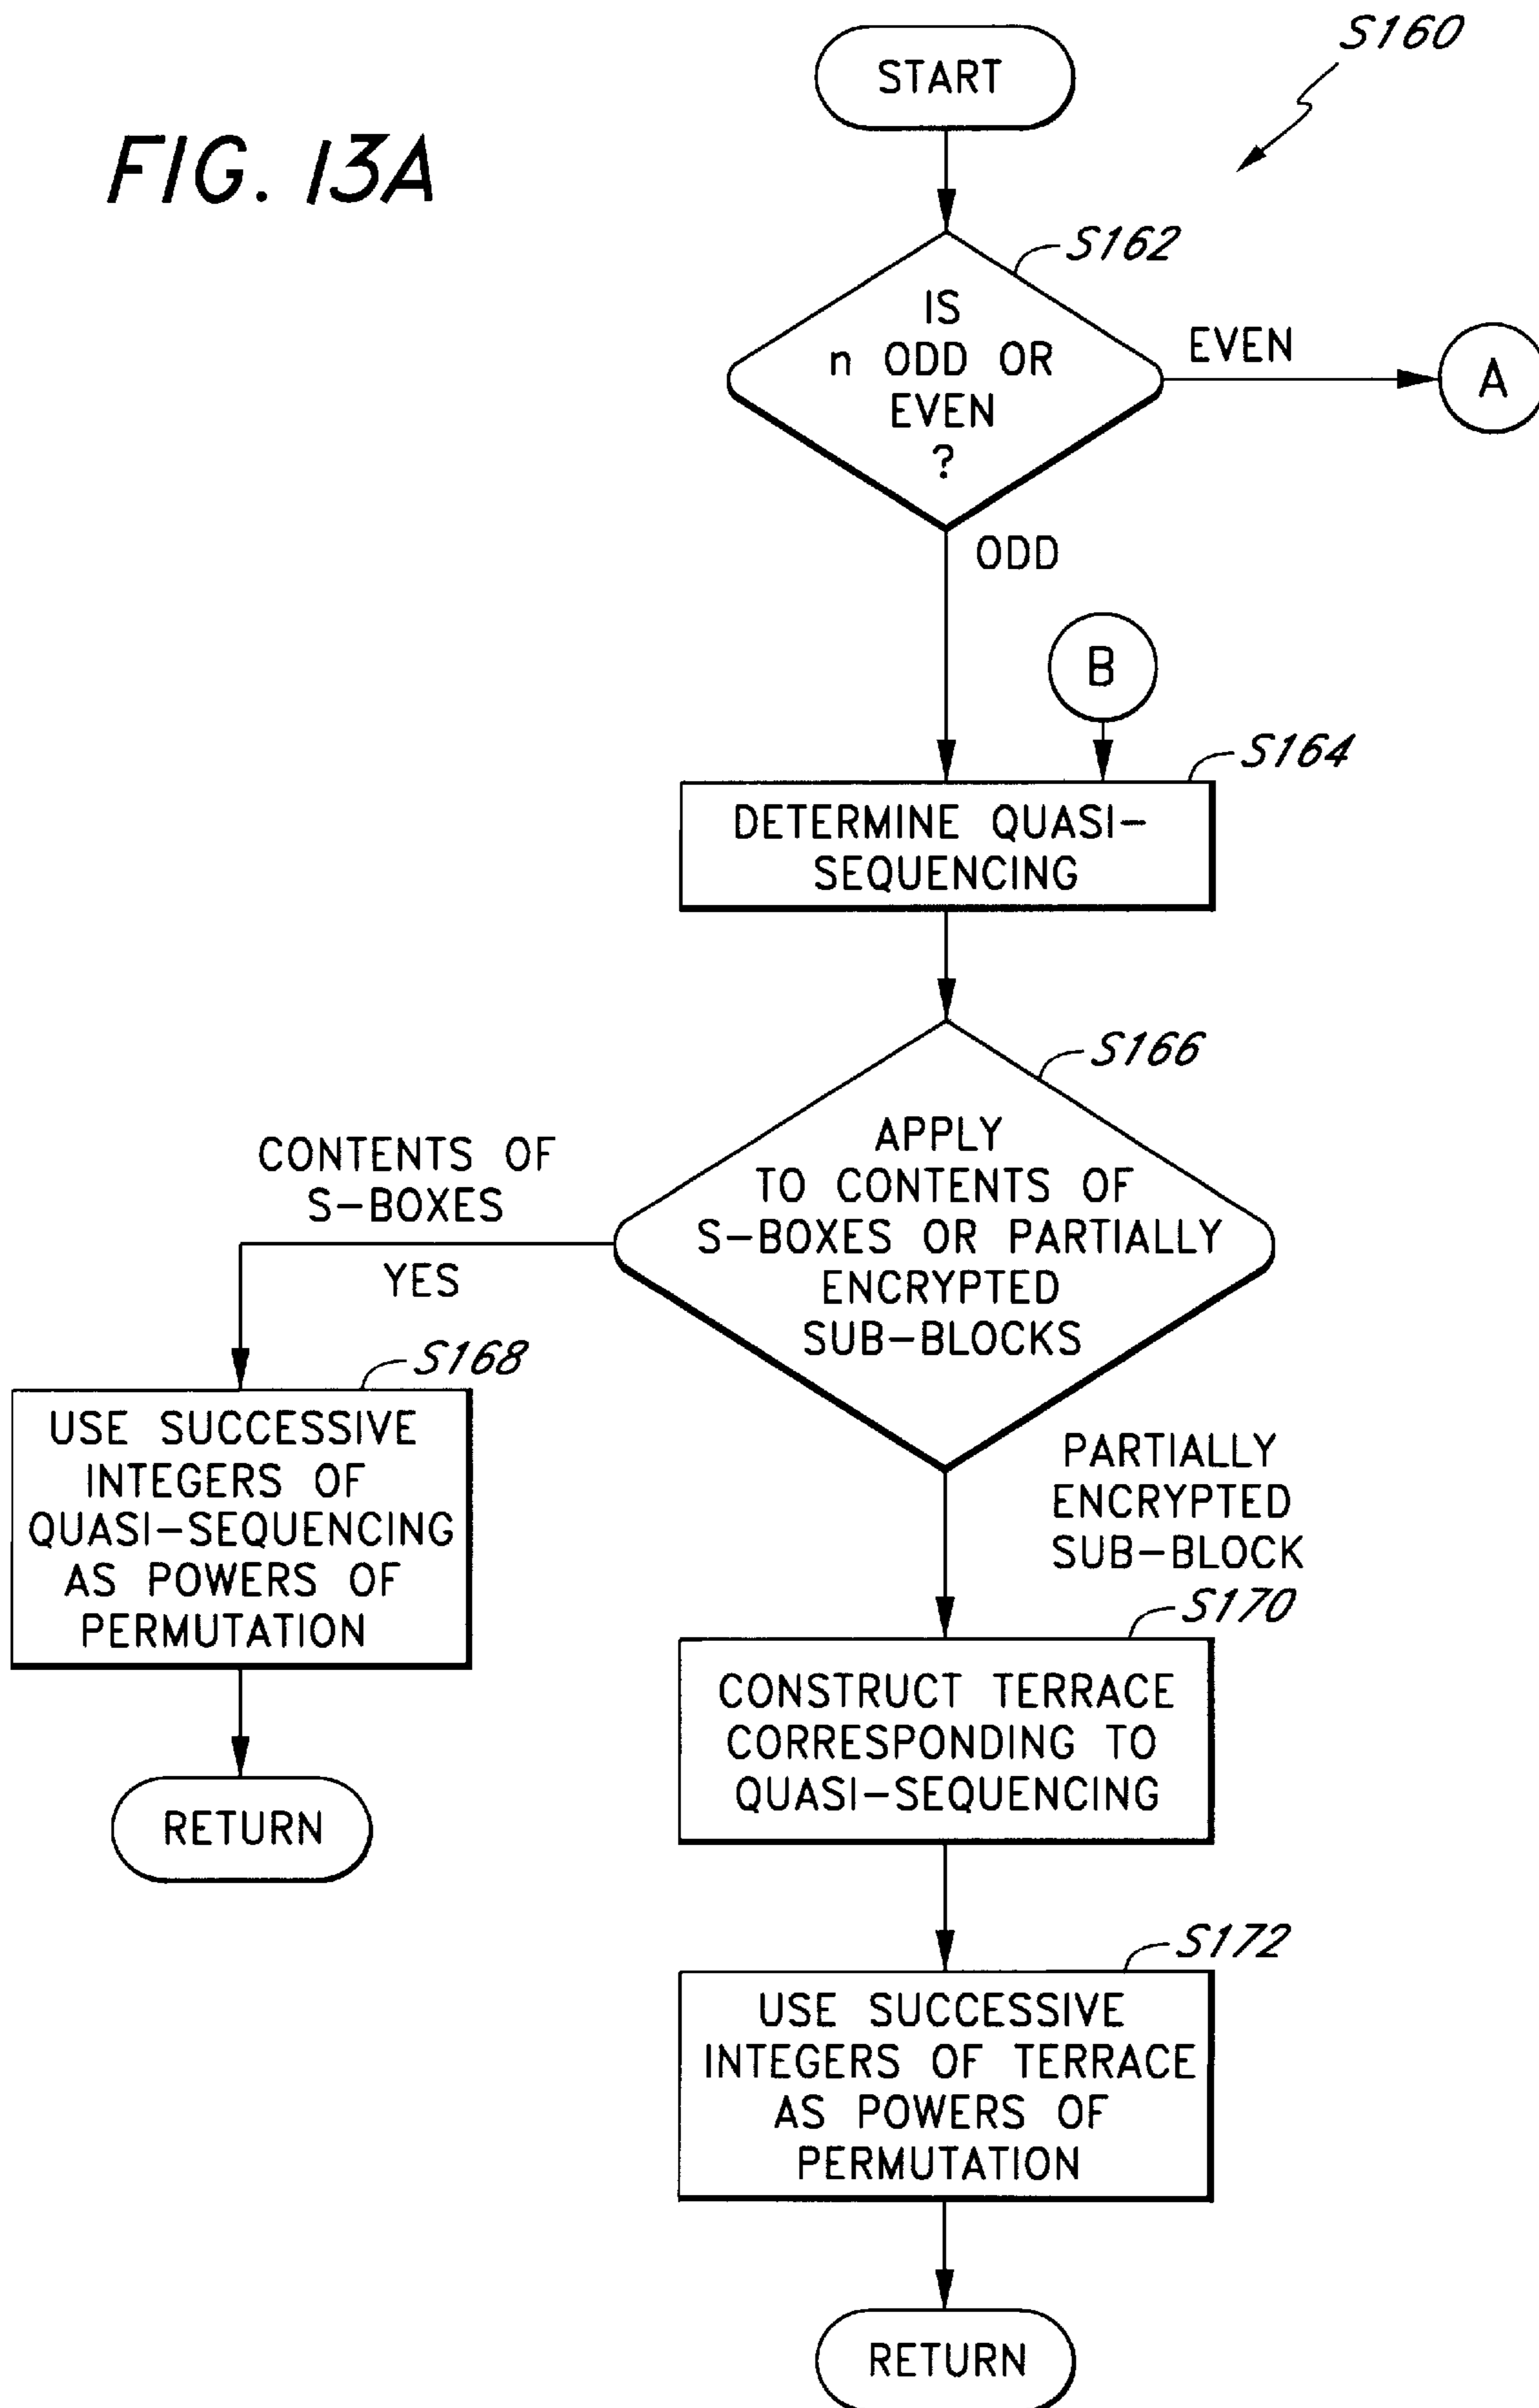 S160
START
FIG. 13A
S162
IS
n ODD OR
EVEN
?
EVEN
A
ODD
B
S164
DETERMINE QUASI-
SEQUENCING
S166
APPLY
TO CONTENTS OF
S-BOXES OR PARTIALLY
ENCRYPTED
SUB-BLOCKS
CONTENTS OF
S-BOXES
YES
S168
USE SUCCESSIVE
INTEGERS OF
QUASI-SEQUENCING
AS POWERS OF
PERMUTATION
RETURN
PARTIALLY
ENCRYPTED
SUB-BLOCK
S170
CONSTRUCT TERRACE
CORRESPONDING TO
QUASI-SEQUENCING
S172
USE SUCCESSIVE
INTEGERS OF TERRACE
AS POWERS OF
PERMUTATION
RETURN